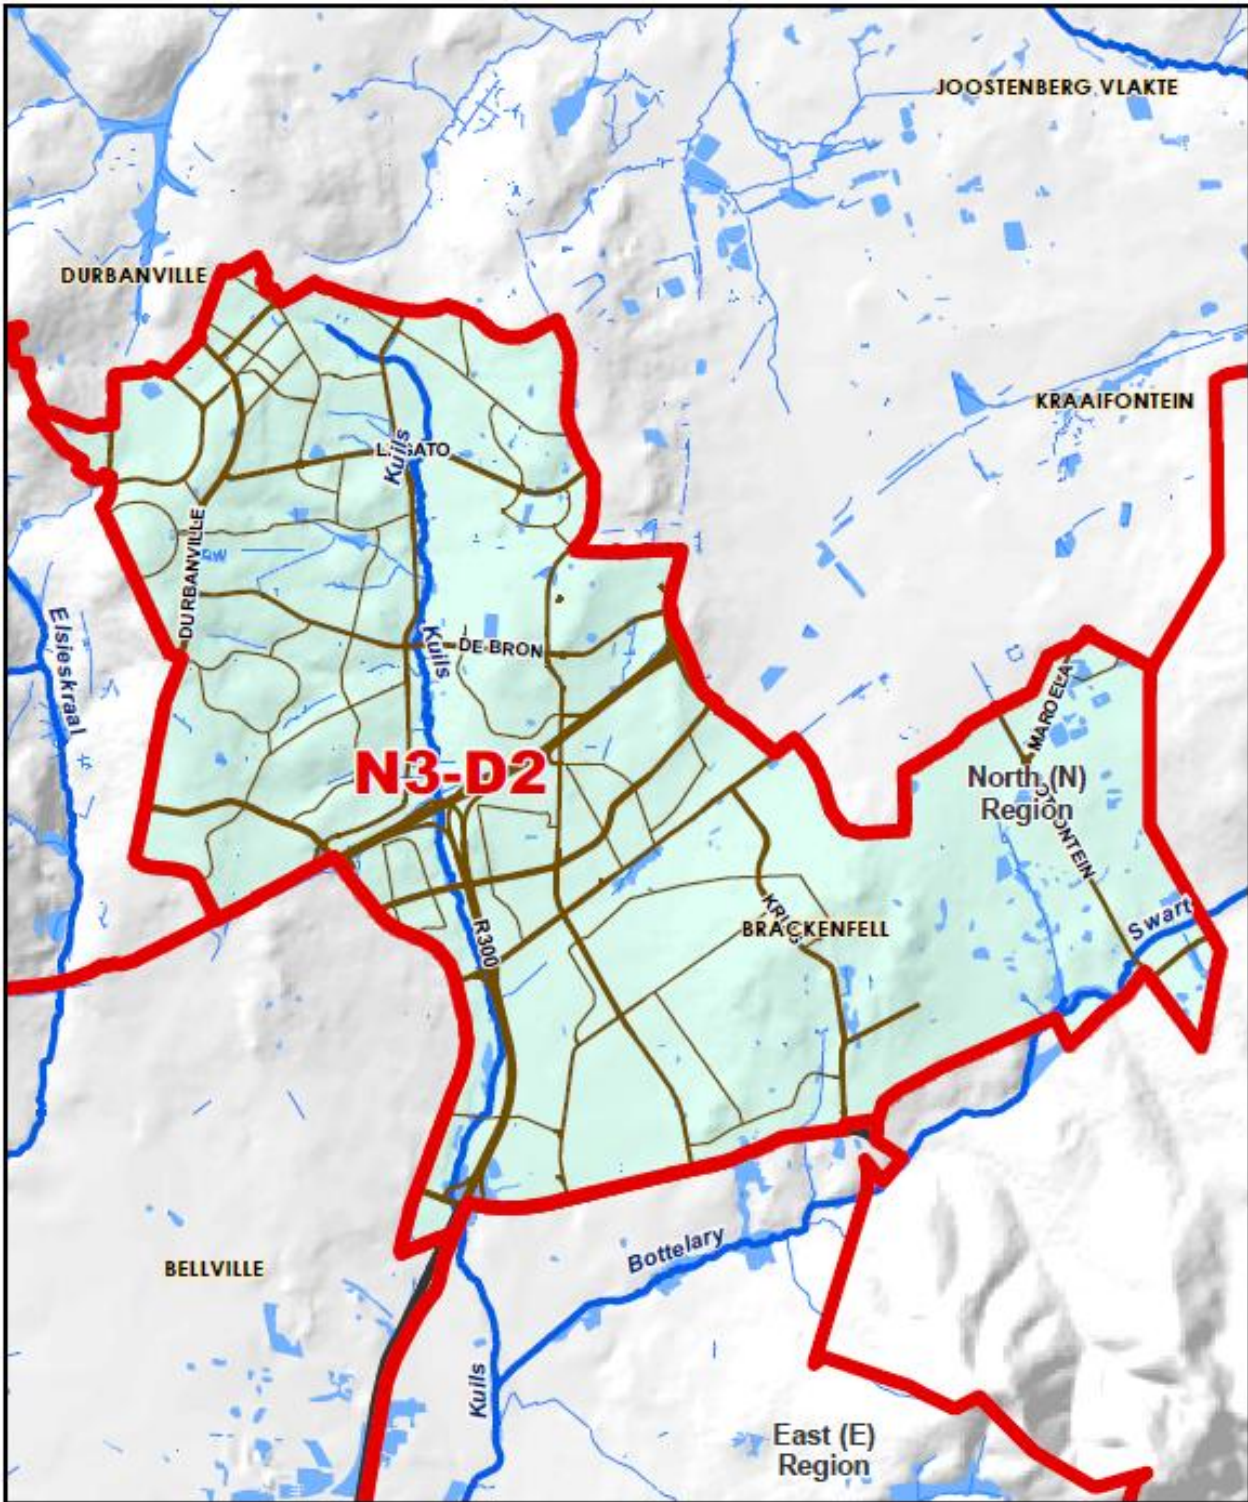 JOOSTENBERG VLAKTE
DURBANVILLE
KRAAIFONTEIN
Kuils
DURBANVILLE
Elsieskraal
Kuils
DE BRON
MAROELA
N3-D2
North (N)
Region
R300
BRACKENFELL
Swart
Bottelary
BELLVILLE
Kuils
East (E)
Region